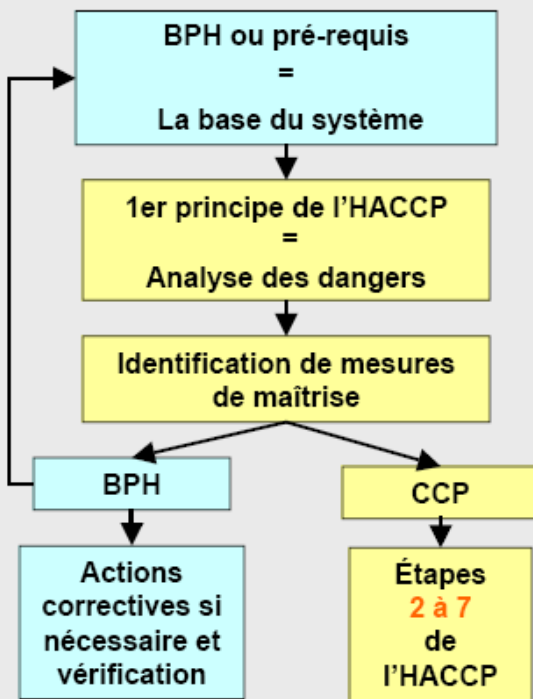 BPH ou pré-requis
=
La base du système
1er principe de l'HACCP
=
Analyse des dangers
Identification de mesures
de maîtrise
BPH
CCP
Actions
correctives si
nécessaire et
vérification
Étapes
2 à 7
de
l'HACCP